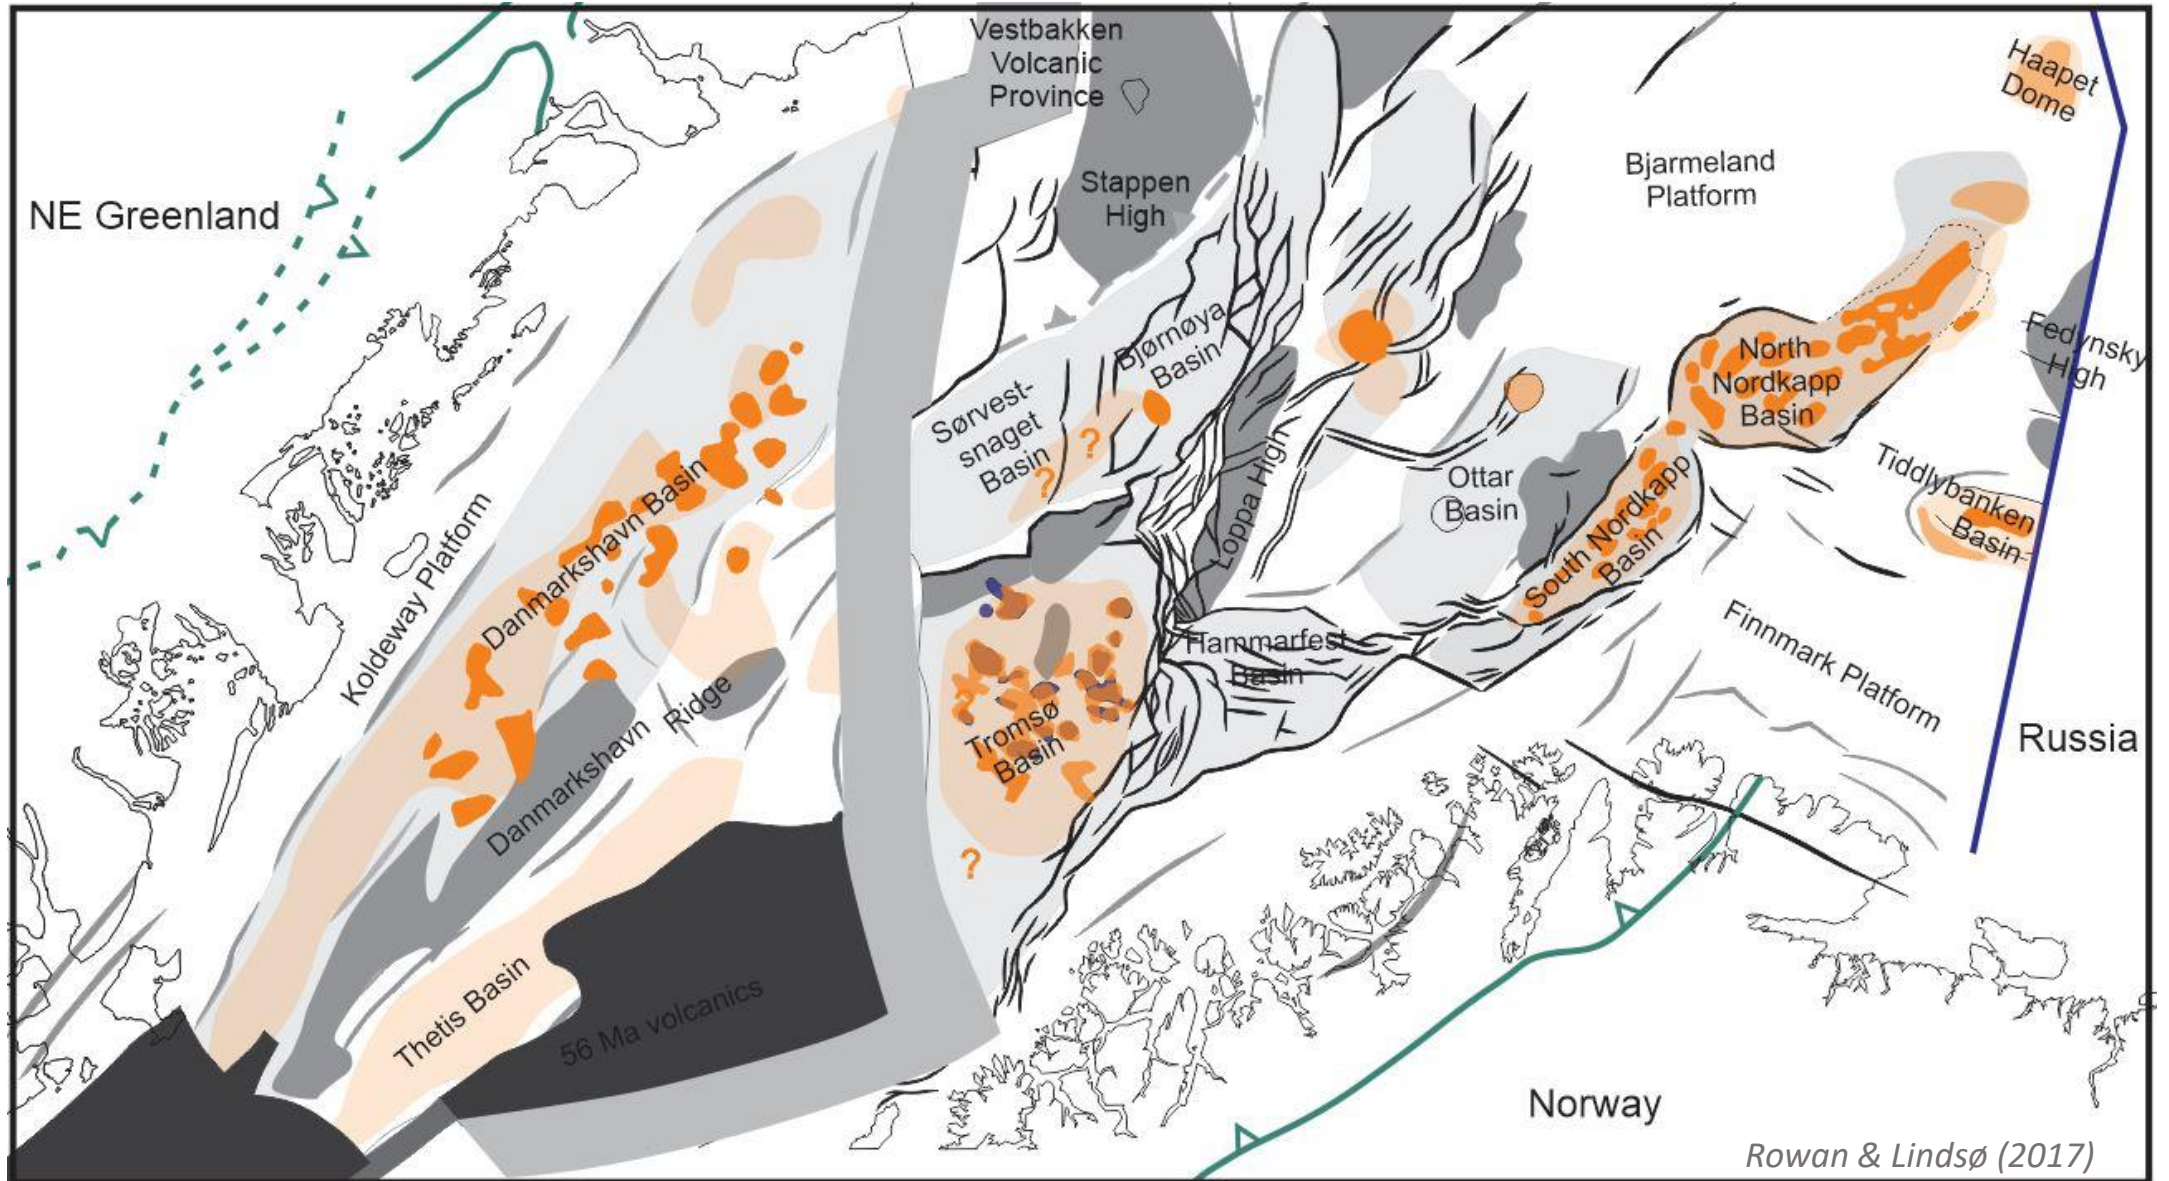 Vestbakken
Volcanic
Province
Haapet
Dome
NE Greenland
Stappen
High
Bjarmeland
Platform
Bjørnøya
Basin
North
Nordkapp
Basin
Fedynsky
High
Sørvest-
snaget
Basin
?
?
Loppa High
Ottar
Basin
Tiddlybanken
Basin
South Nordkapp
Basin
Koldeway Platform
Danmarkshavn Basin
Hammarfest
Basin
Finnmark Platform
Danmarkshavn Ridge
Tromsø
Basin
?
Russia
Thetis Basin
56 Ma volcanics
Norway
Rowan & Lindsø (2017)